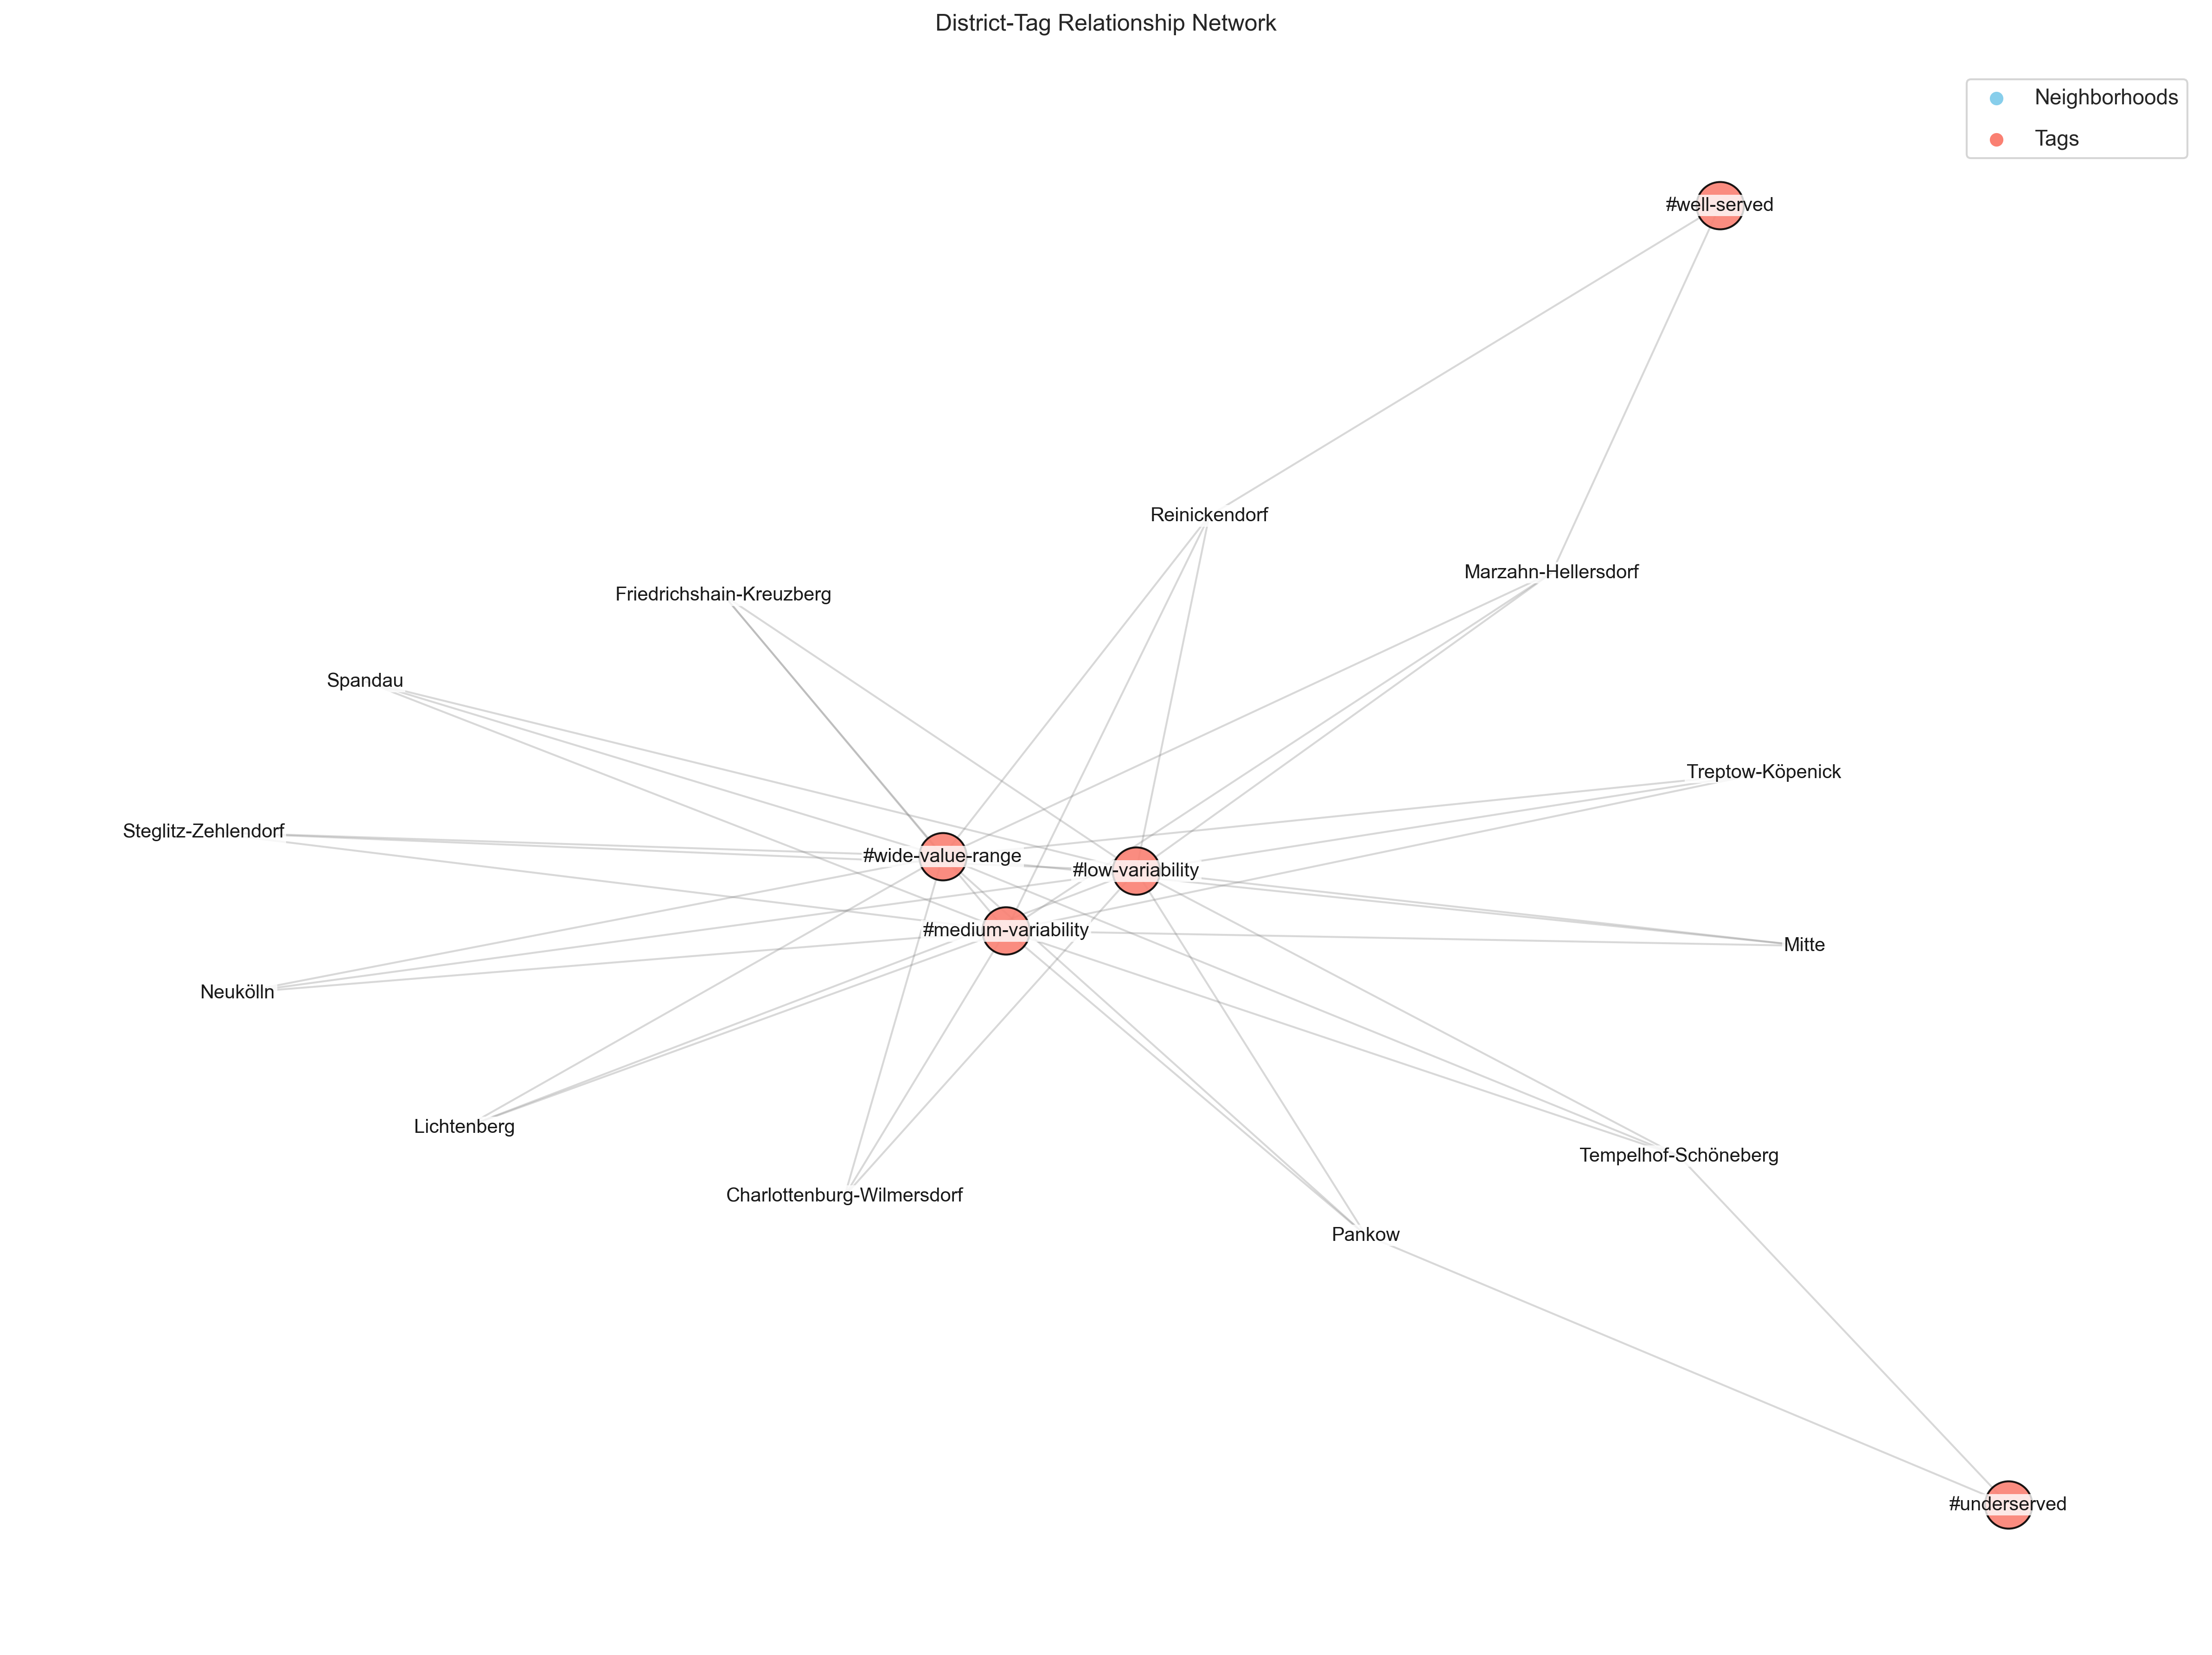 District-Tag Relationship Network
Neighborhoods
Tags
#well-served
Reinickendorf
Marzahn-Hellersdorf
Friedrichshain-Kreuzberg
Spandau
Treptow-Köpenick
Steglitz-Zehlendorf
#wide-value-range
#low-variability
#medium-variability
Mitte
Neukölln
Lichtenberg
Tempelhof-Schöneberg
Charlottenburg-Wilmersdorf
Pankow
#underserved